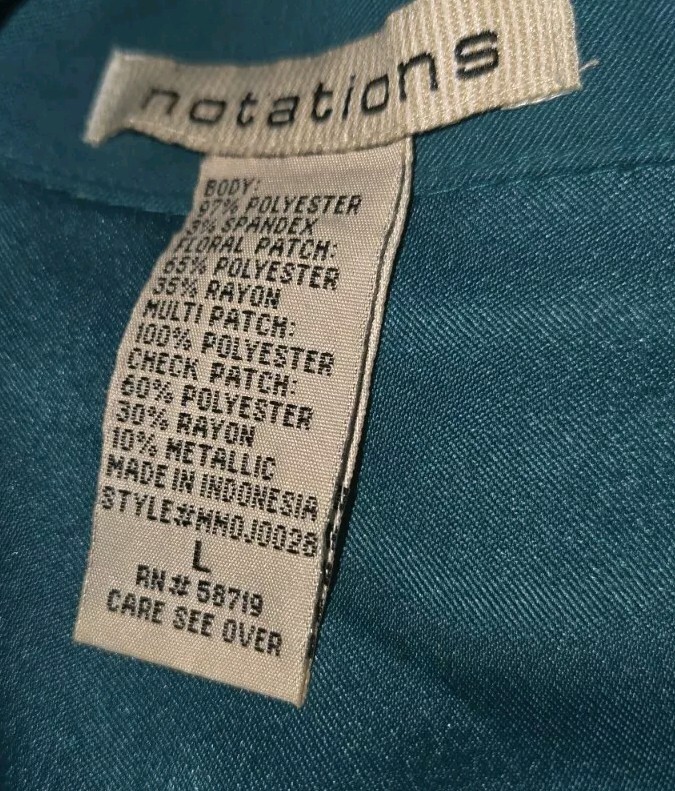 notations
BODY:
97% POLYESTER
3% SPANDEX
FLORAL PATCH:
65% POLYESTER
35% RAYON
MULTI PATCH:
100% POLYESTER
CHECK PATCH:
60% POLYESTER
30% RAYON
10% METALLIC
MADE IN INDONESIA
STYLE#MM0J0028
L
RN# 58719
CARE SEE OVER